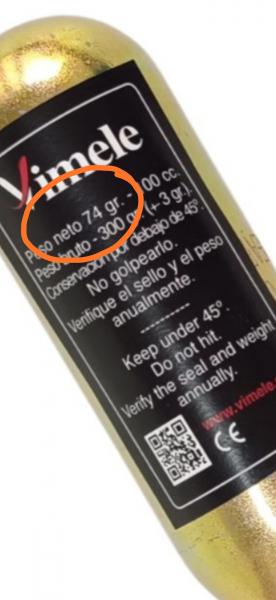 Vimele
Peso neto 74 gr. - 100 cc.
Peso bruto - 300 gr. (+-3 gr.).
Conservación por debajo de 45°.
No golpearlo.
Verifique el sello y el peso
anualmente.
----------
Keep under 45°.
Do not hit.
Verify the seal and weight
annually.
www.vimele.
CE